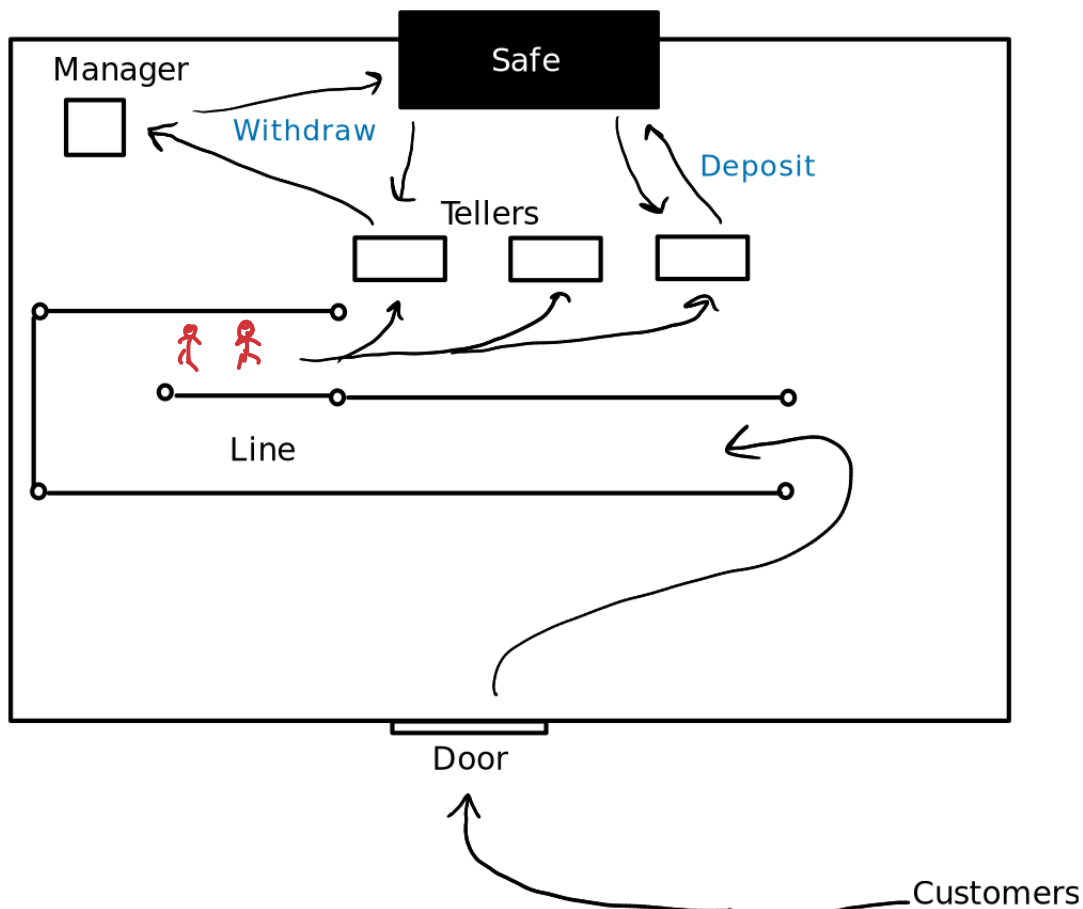 Safe
Manager
Withdraw
Deposit
Tellers
Line
Door
Customers